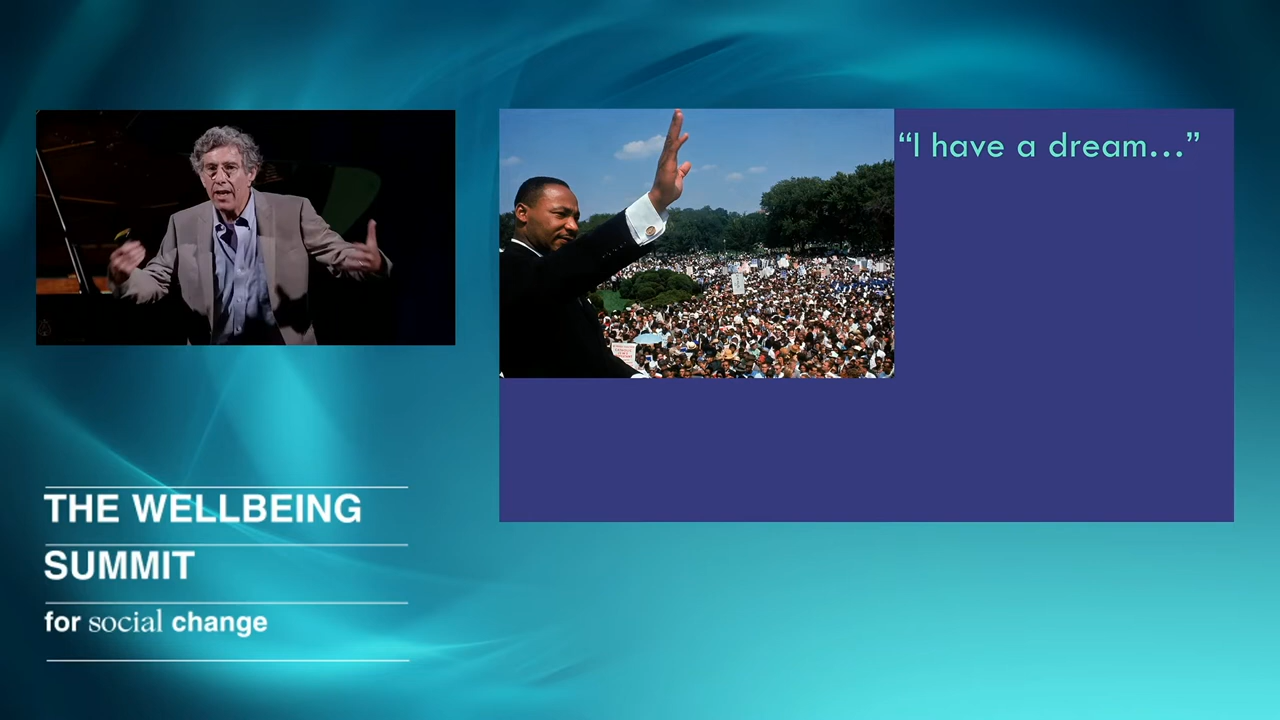 “I have a dream…”
THE WELLBEING
SUMMIT
for social change